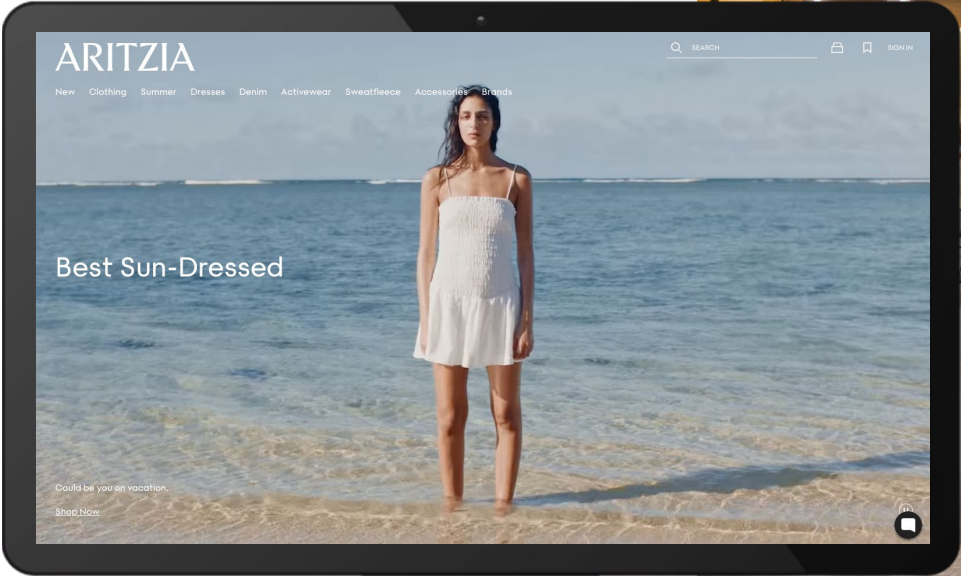 ARITZIA
SEARCH
SIGN IN
New Clothing Summer Dresses Denim Activewear Sweatfleece Accessories Brands
Best Sun-Dressed
Could be you on vacation.
Shop Now